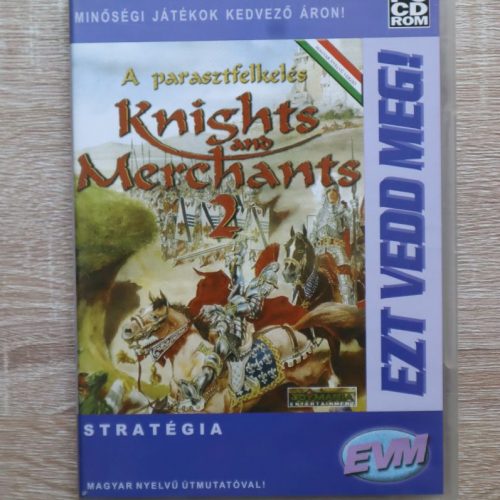 MINŐSÉGI JÁTÉKOK KEDVEZŐ ÁRON!
CD
ROM
A parasztfelkelés
Knights
and
Merchants
2
EZT VEDD MEG!
ENTERTAINMENT
STRATÉGIA
EVM
MAGYAR NYELVŰ ÚTMUTATÓVAL!